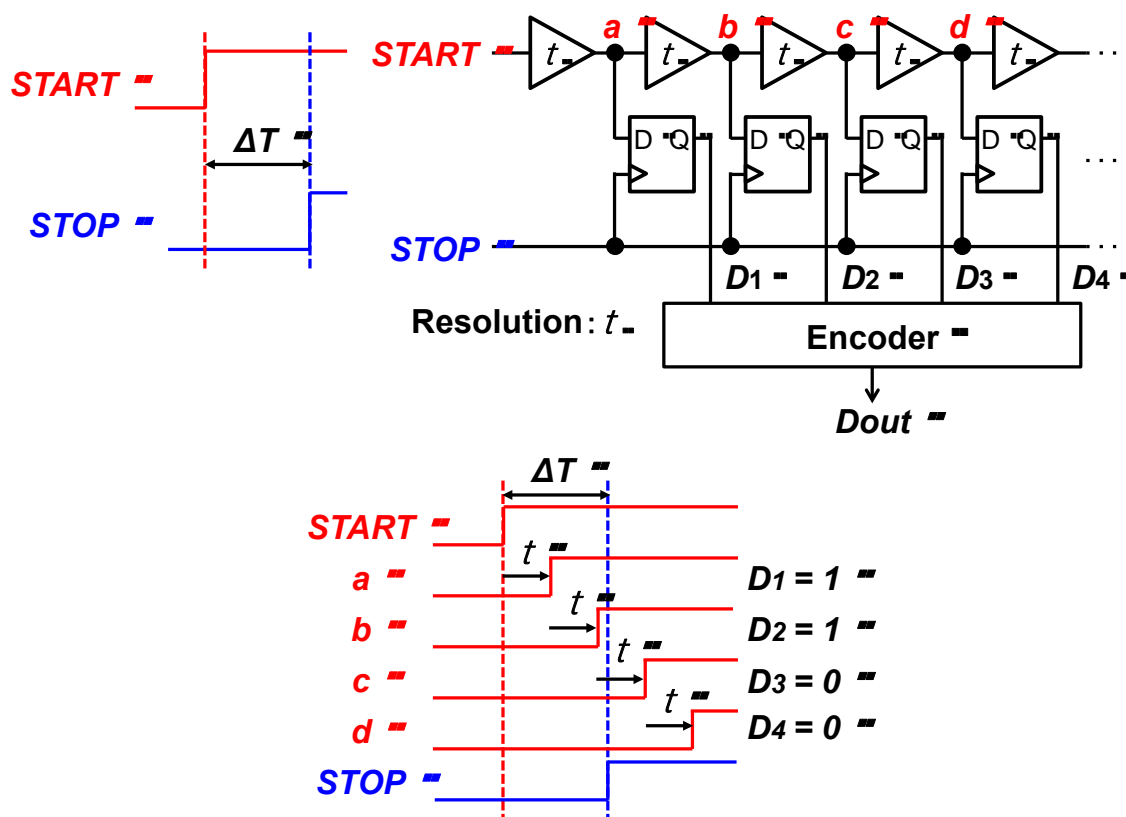 START
ΔT
STOP
START t a t b t c t d t ...
D Q D Q D Q D Q ...
STOP ...
D1 D2 D3 D4
Resolution: t
Encoder
Dout
ΔT
START
t
a D1 = 1
t
b D2 = 1
t
c D3 = 0
t
d D4 = 0
STOP